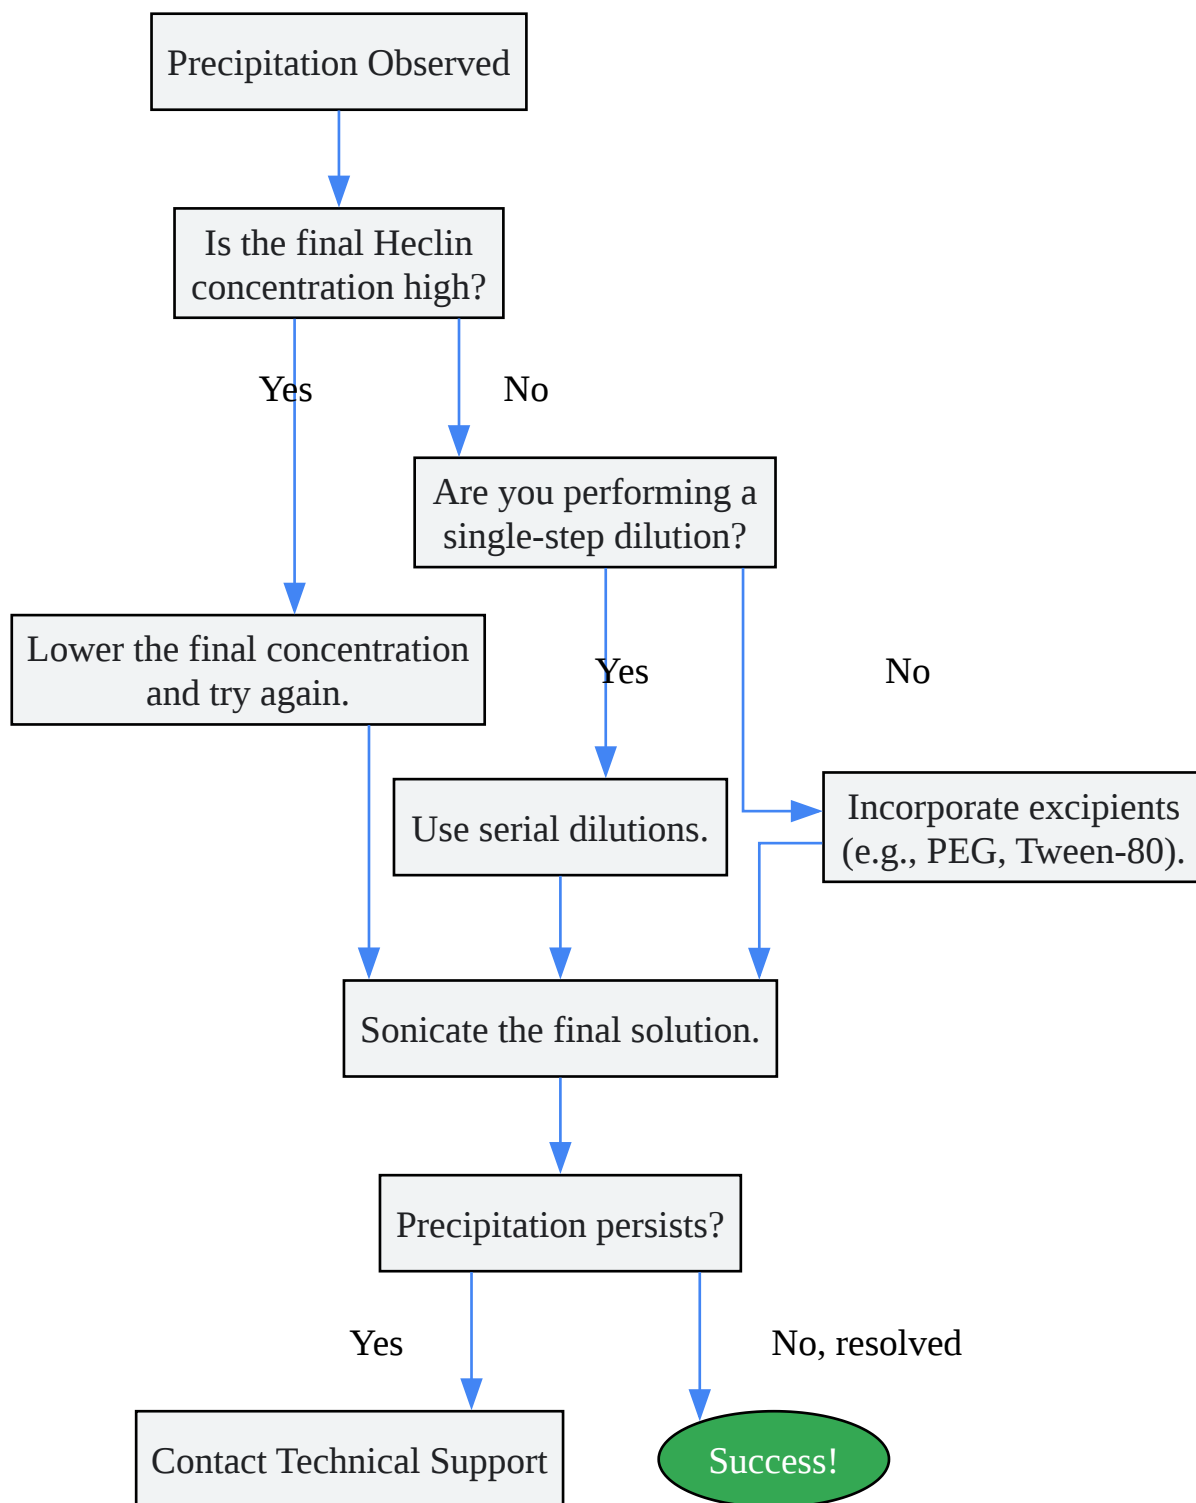 Precipitation Observed
Is the final Heclin
concentration high?
Yes
No
Are you performing a
single-step dilution?
Lower the final concentration
and try again.
Yes
No
Use serial dilutions.
Incorporate excipients
(e.g., PEG, Tween-80).
Sonicate the final solution.
Precipitation persists?
Yes
No, resolved
Contact Technical Support
Success!